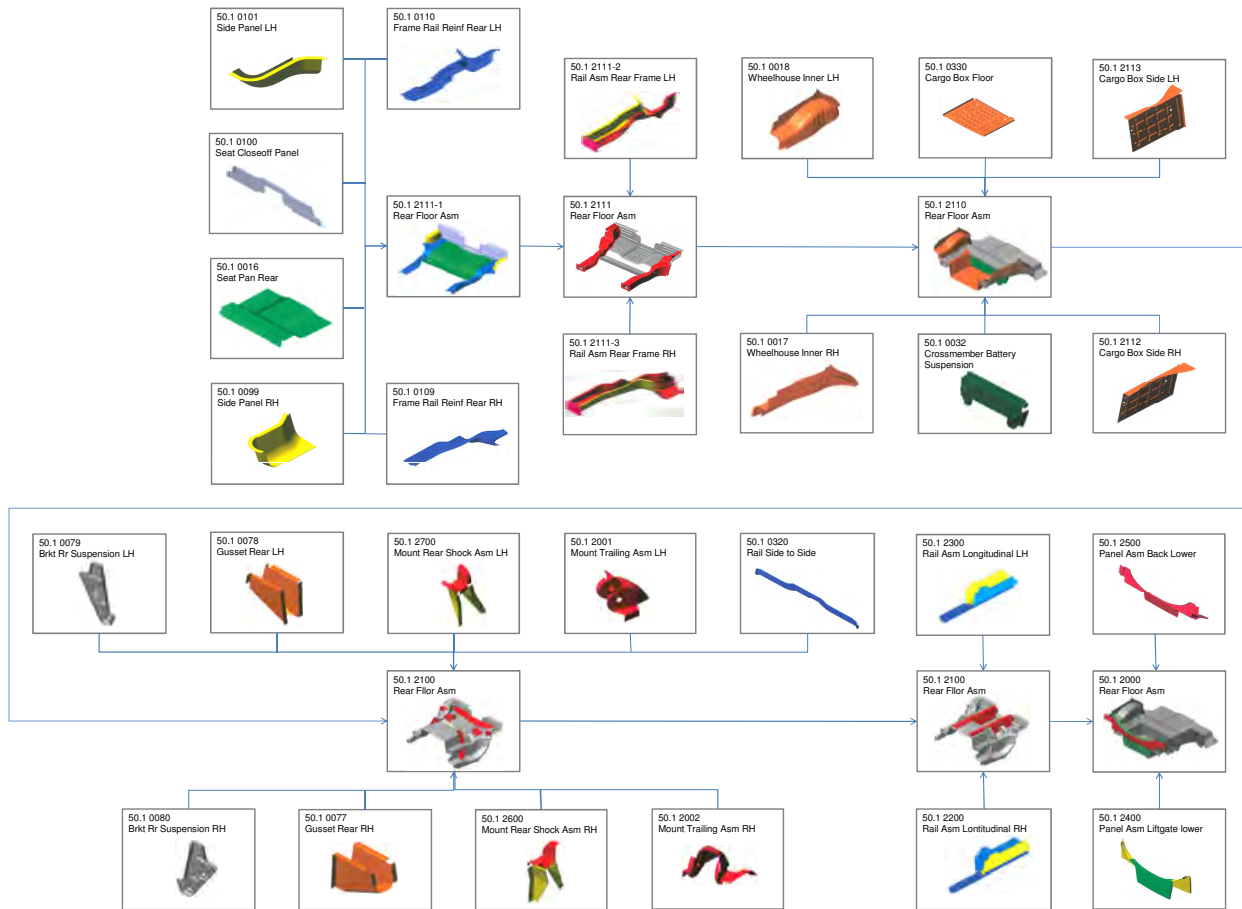 50.1 0101
Side Panel LH
50.1 0110
Frame Rail Reinf Rear LH
50.1 2111-2
Rail Asm Rear Frame LH
50.1 0018
Wheelhouse Inner LH
50.1 0330
Cargo Box Floor
50.1 2113
Cargo Box Side LH
50.1 0100
Seat Closeoff Panel
50.1 2111-1
Rear Floor Asm
50.1 2111
Rear Floor Asm
50.1 2110
Rear Floor Asm
50.1 0016
Seat Pan Rear
50.1 2111-3
Rail Asm Rear Frame RH
50.1 0017
Wheelhouse Inner RH
50.1 0032
Crossmember Battery
Suspension
50.1 2112
Cargo Box Side RH
50.1 0099
Side Panel RH
50.1 0109
Frame Rail Reinf Rear RH
50.1 0079
Brkt Rr Suspension LH
50.1 0078
Gusset Rear LH
50.1 2700
Mount Rear Shock Asm LH
50.1 2001
Mount Trailing Asm LH
50.1 0320
Rail Side to Side
50.1 2300
Rail Asm Longitudinal LH
50.1 2500
Panel Asm Back Lower
50.1 2100
Rear Fllor Asm
50.1 2100
Rear Fllor Asm
50.1 2000
Rear Floor Asm
50.1 0080
Brkt Rr Suspension RH
50.1 0077
Gusset Rear RH
50.1 2600
Mount Rear Shock Asm RH
50.1 2002
Mount Trailing Asm RH
50.1 2200
Rail Asm Lontitudinal RH
50.1 2400
Panel Asm Liftgate lower